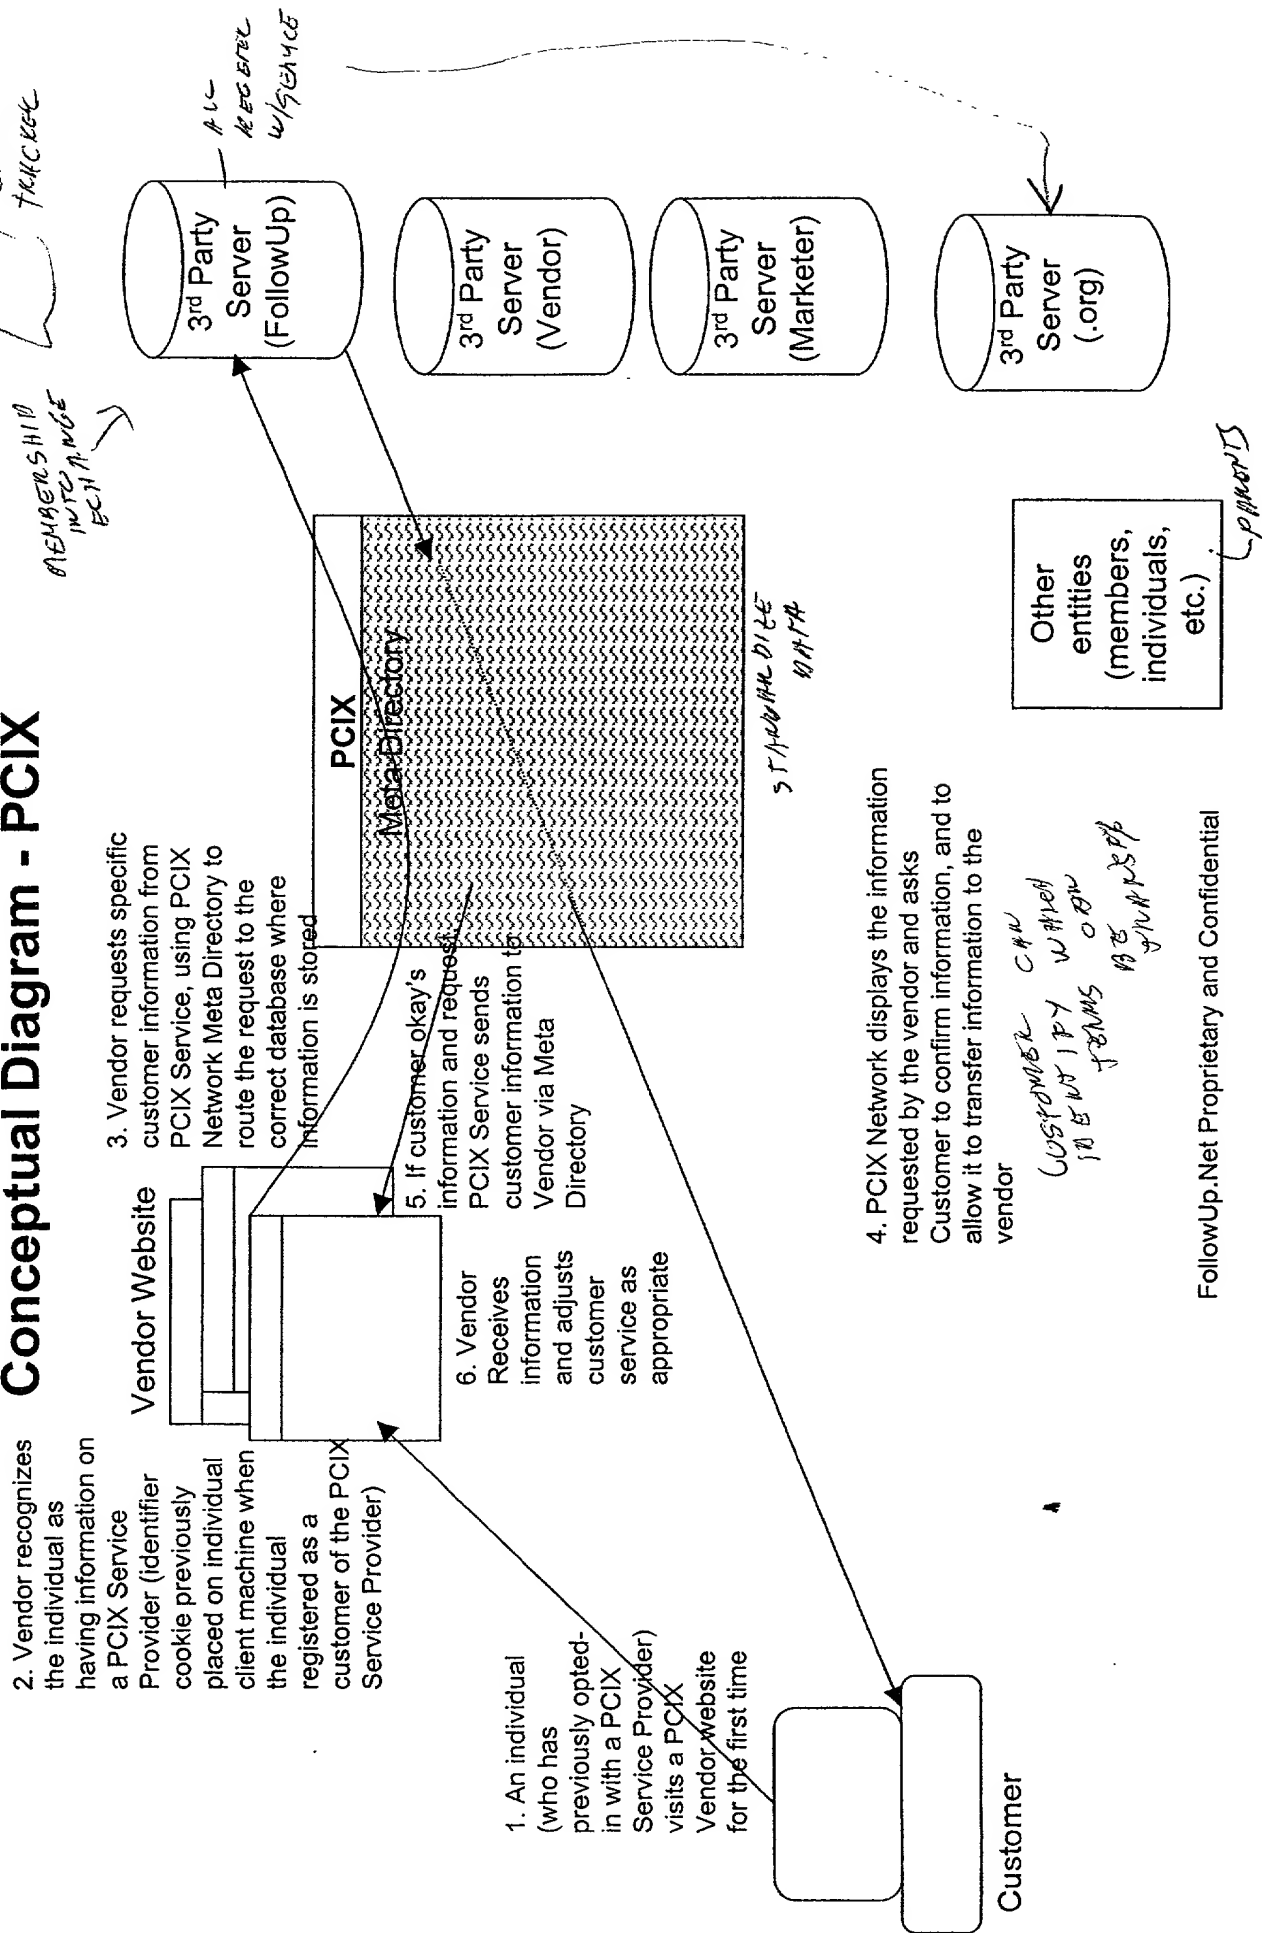 Conceptual Diagram - PCIX
2. Vendor recognizes
the individual as
having information on
a PCIX Service
Provider (identifier
cookie previously
placed on individual
client machine when
the individual
registered as a
customer of the PCIX
Service Provider)
Vendor Website
3. Vendor requests specific
customer information from
PCIX Service, using PCIX
Network Meta Directory to
route the request to the
correct database where
information is stored
MEMBERSHIP
INTO
TRACKER
3rd Party
Server
(FollowUp)
W/SERVICE
3rd Party
Server
(Vendor)
3rd Party
Server
(Marketer)
3rd Party
Server
(.org)
PCIX
Meta Directory
STANDARDIZE
DATA
5. If customer okay's
information and request,
PCIX Service sends
customer information to
Vendor via Meta
Directory
6. Vendor
Receives
information
and adjusts
customer
service as
appropriate
1. An individual
(who has
previously opted-
in with a PCIX
Service Provider)
visits a PCIX
Vendor website
for the first time
Customer
4. PCIX Network displays the information
requested by the vendor and asks
Customer to confirm information, and to
allow it to transfer information to the
vendor
CUSTOMER CAN
IDENTIFY WHICH
TERMS CAN
BE
Other
entities
(members,
individuals,
etc.)
PARENTS
FollowUp.Net Proprietary and Confidential